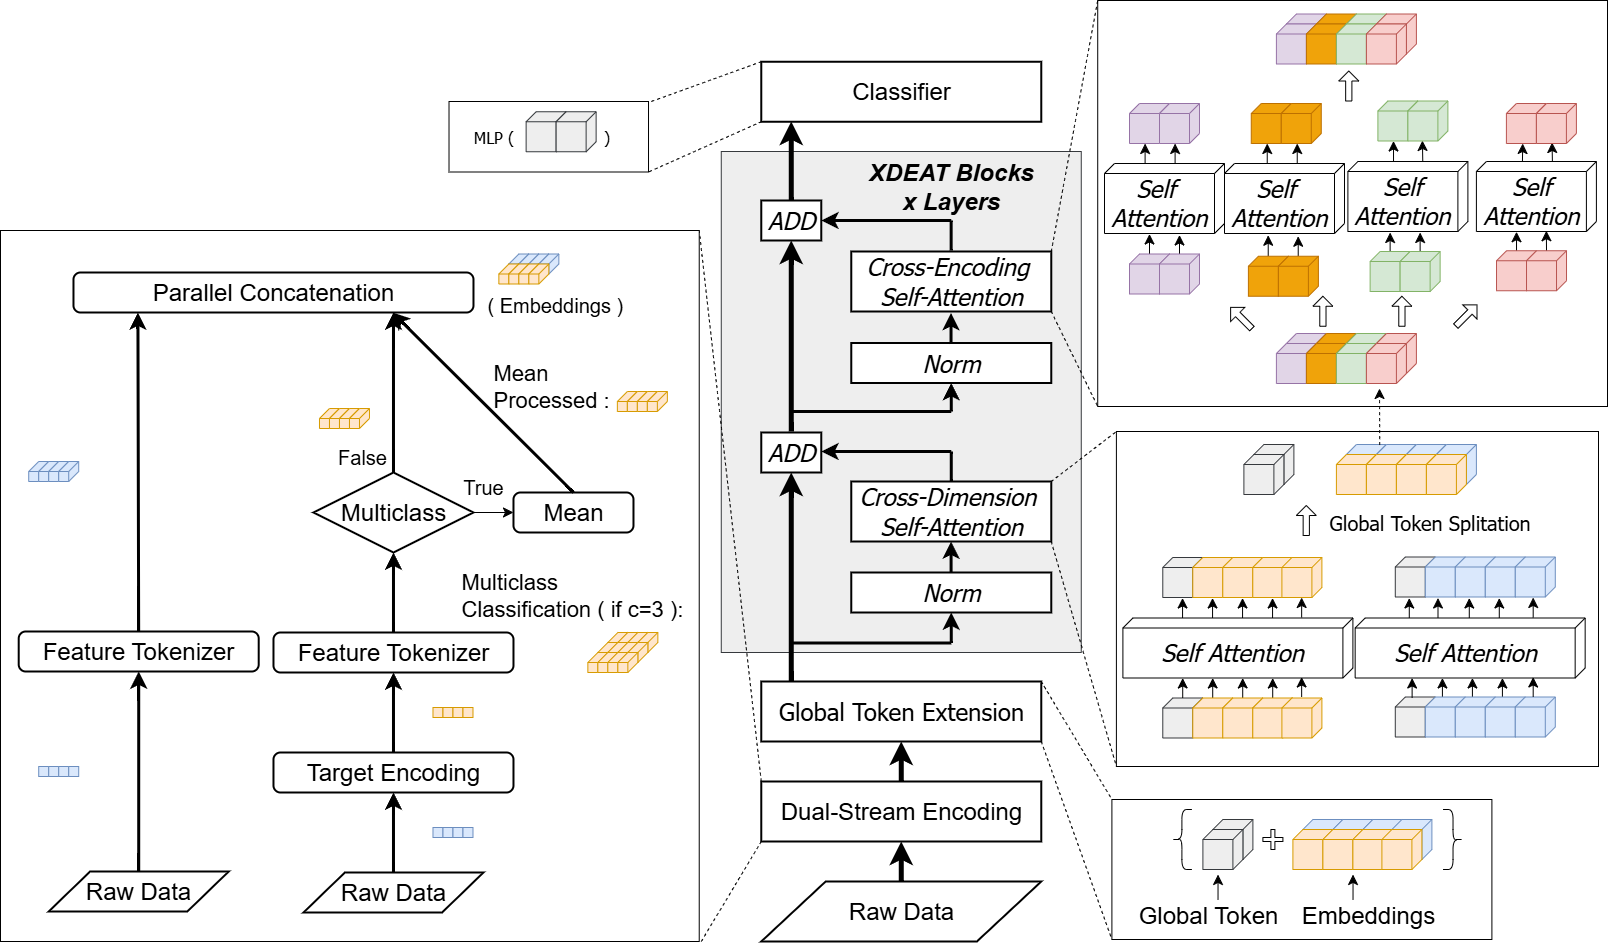 Classifier
MLP (
)
XDEAT Blocks
x Layers
ADD
Cross-Encoding
Self-Attention
Norm
ADD
Cross-Dimension
Self-Attention
Norm
Global Token Extension
Dual-Stream Encoding
Raw Data
Parallel Concatenation
( Embeddings )
Mean
Processed :
False
True
Multiclass
Mean
Multiclass
Classification ( if c=3 ):
Feature Tokenizer
Feature Tokenizer
Target Encoding
Raw Data
Raw Data
Self
Attention
Self
Attention
Self
Attention
Self
Attention
Global Token Splitation
Self Attention
Self Attention
{
}
Global Token
Embeddings